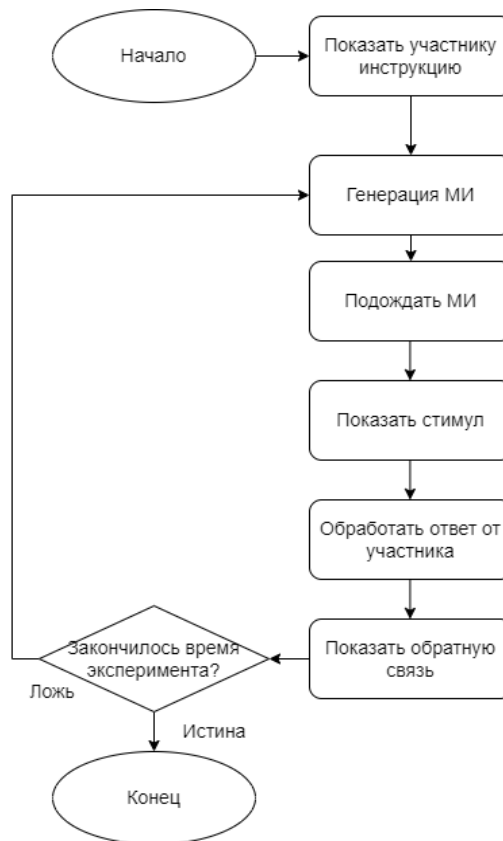 Начало
Показать участнику
инструкцию
Генерация МИ
Подождать МИ
Показать стимул
Обработать ответ от
участника
Показать обратную
связь
Закончилось время
эксперимента?
Ложь
Истина
Конец